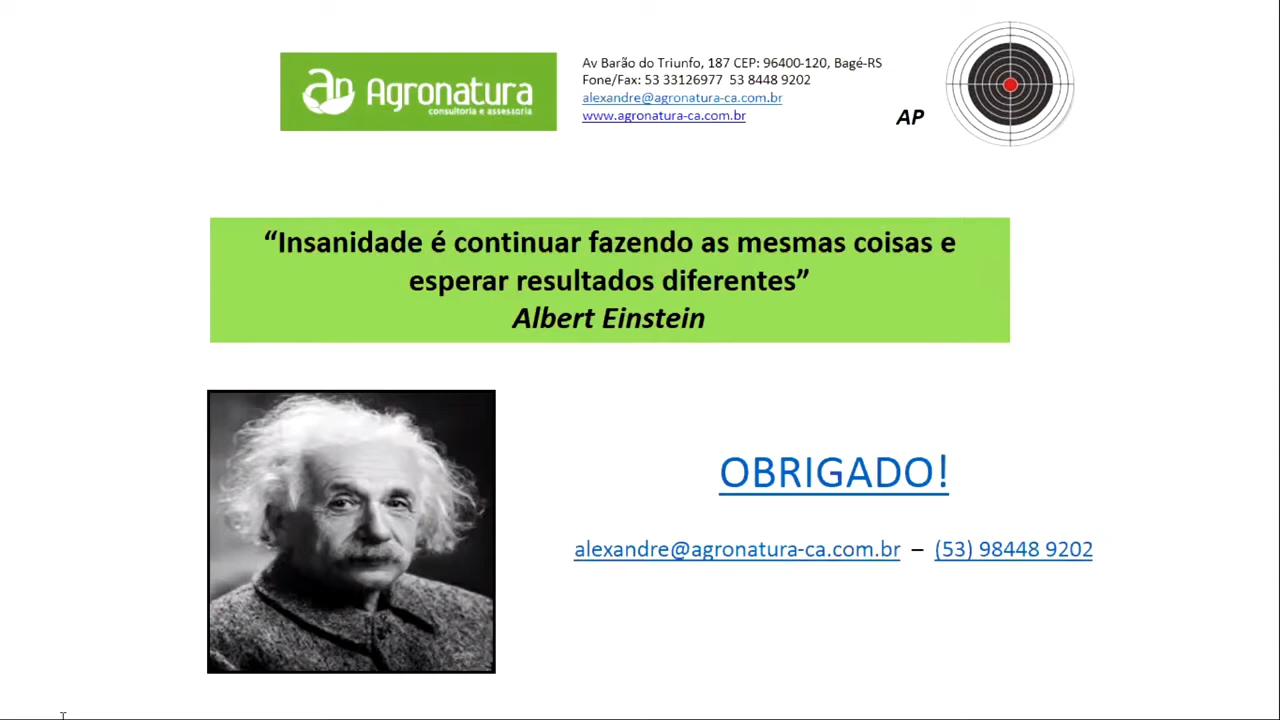 an Agronatura
consultoria e assessoria
Av Barão do Triunfo, 187 CEP: 96400-120, Bagé-RS
Fone/Fax: 53 33126977  53 8448 9202
alexandre@agronatura-ca.com.br
www.agronatura-ca.com.br
AP
“Insanidade é continuar fazendo as mesmas coisas e
esperar resultados diferentes”
Albert Einstein
OBRIGADO!
alexandre@agronatura-ca.com.br – (53) 98448 9202